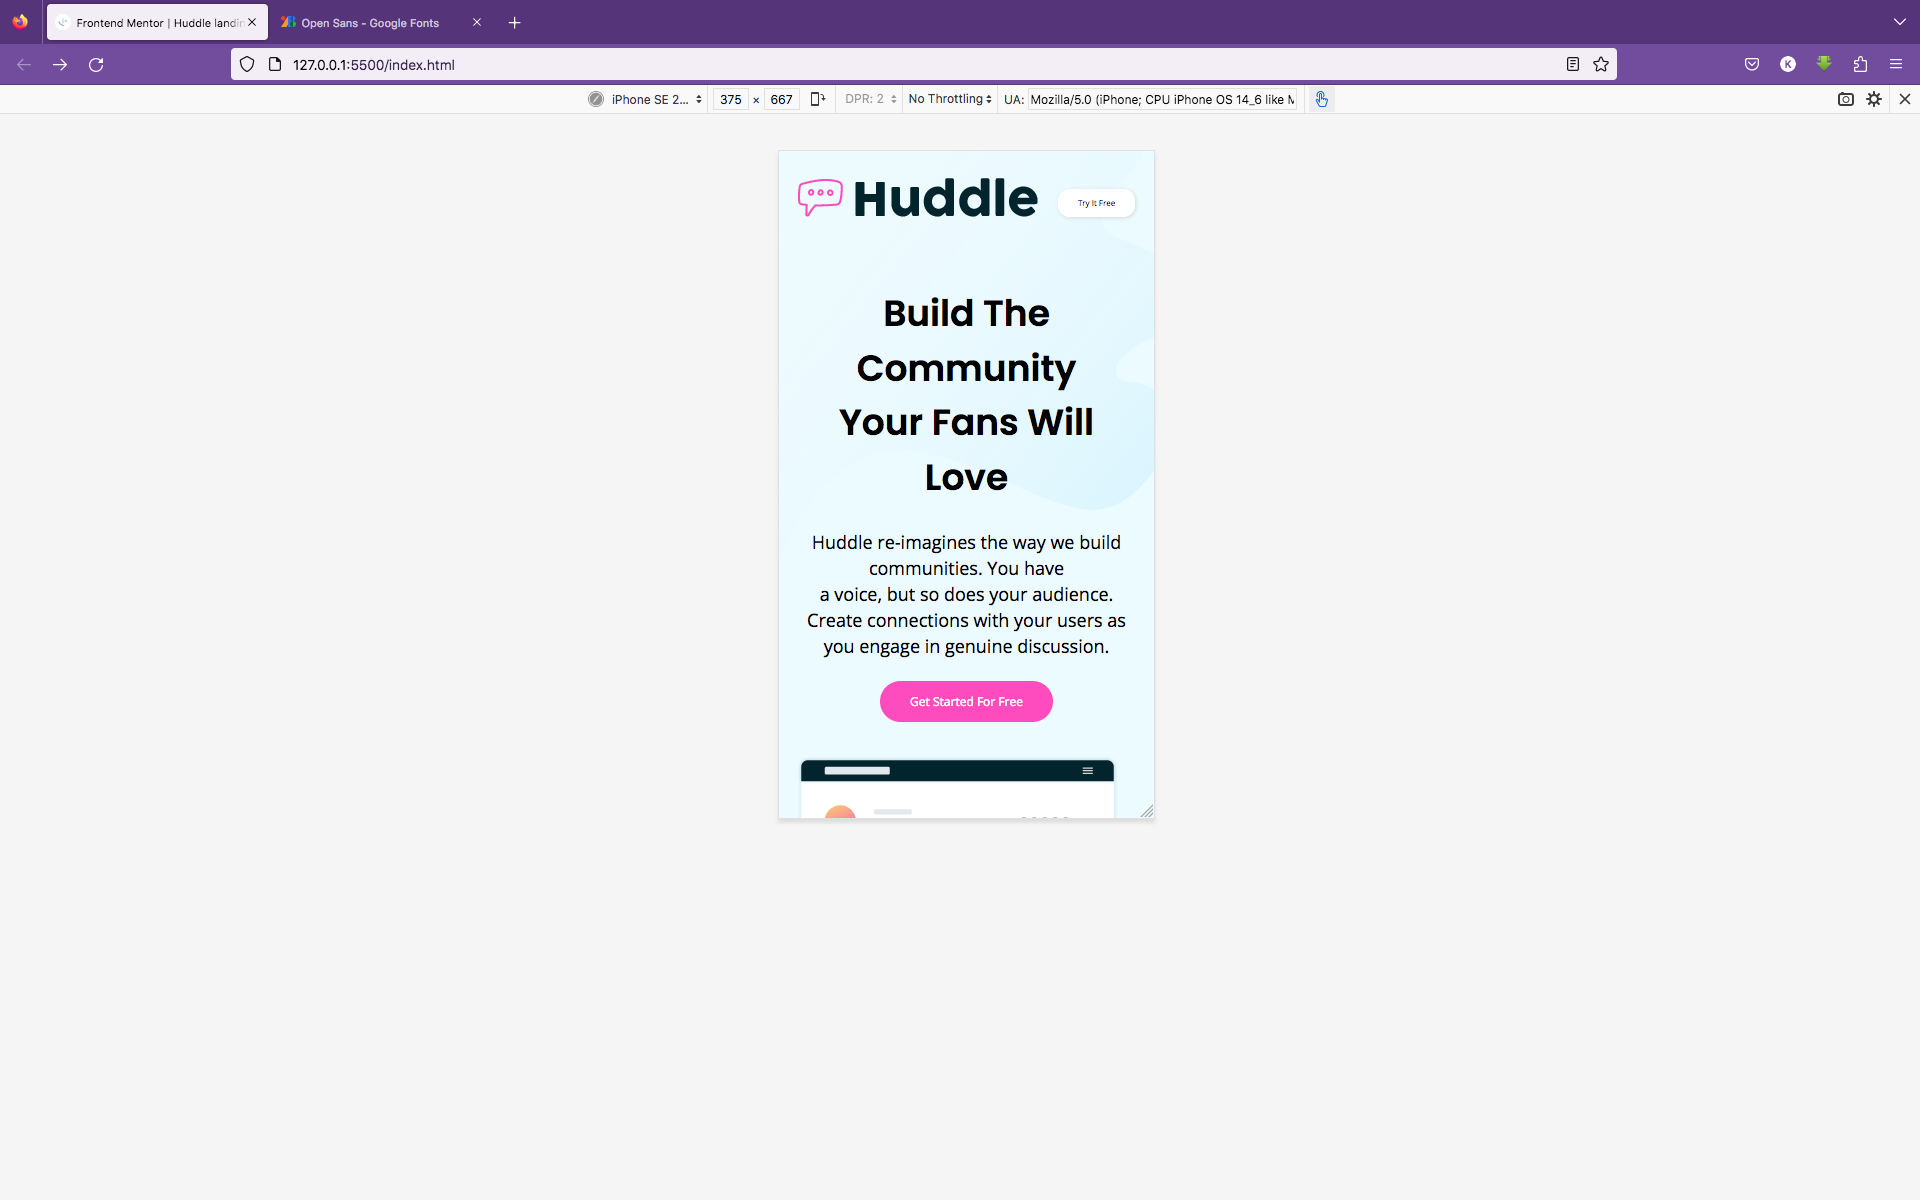 Frontend Mentor | Huddle landin
Open Sans - Google Fonts
127.0.0.1:5500/index.html
iPhone SE 2...
375 × 667
DPR: 2
No Throttling
UA: Mozilla/5.0 (iPhone; CPU iPhone OS 14_6 like M
K
Huddle
Try It Free
Build The
Community
Your Fans Will
Love
Huddle re-imagines the way we build
communities. You have
a voice, but so does your audience.
Create connections with your users as
you engage in genuine discussion.
Get Started For Free